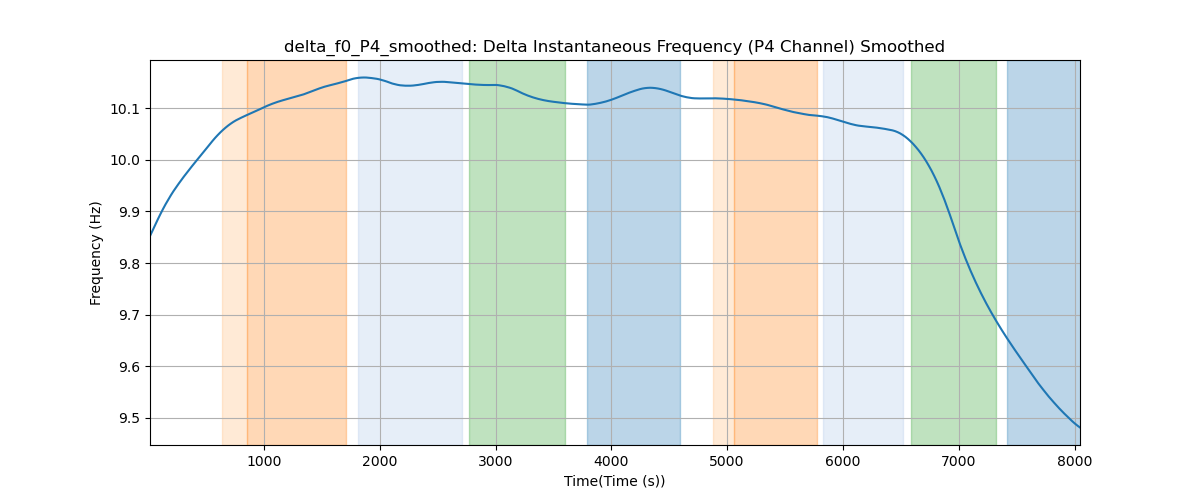 delta_f0_P4_smoothed: Delta Instantaneous Frequency (P4 Channel) Smoothed
Frequency (Hz)
10.1
10.0
9.9
9.8
9.7
9.6
9.5
1000 2000 3000 4000 5000 6000 7000 8000
Time(Time (s))